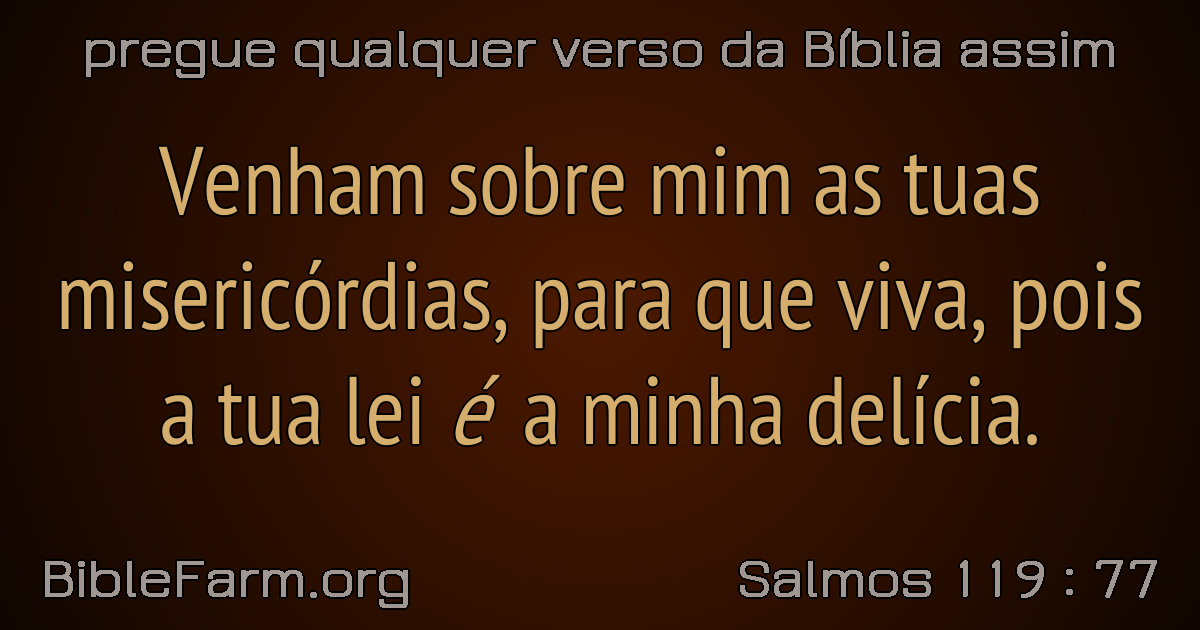 pregue qualquer verso da Bíblia assim
Venham sobre mim as tuas
misericórdias, para que viva, pois
a tua lei é a minha delícia.
BibleFarm.org
Salmos 119 : 77